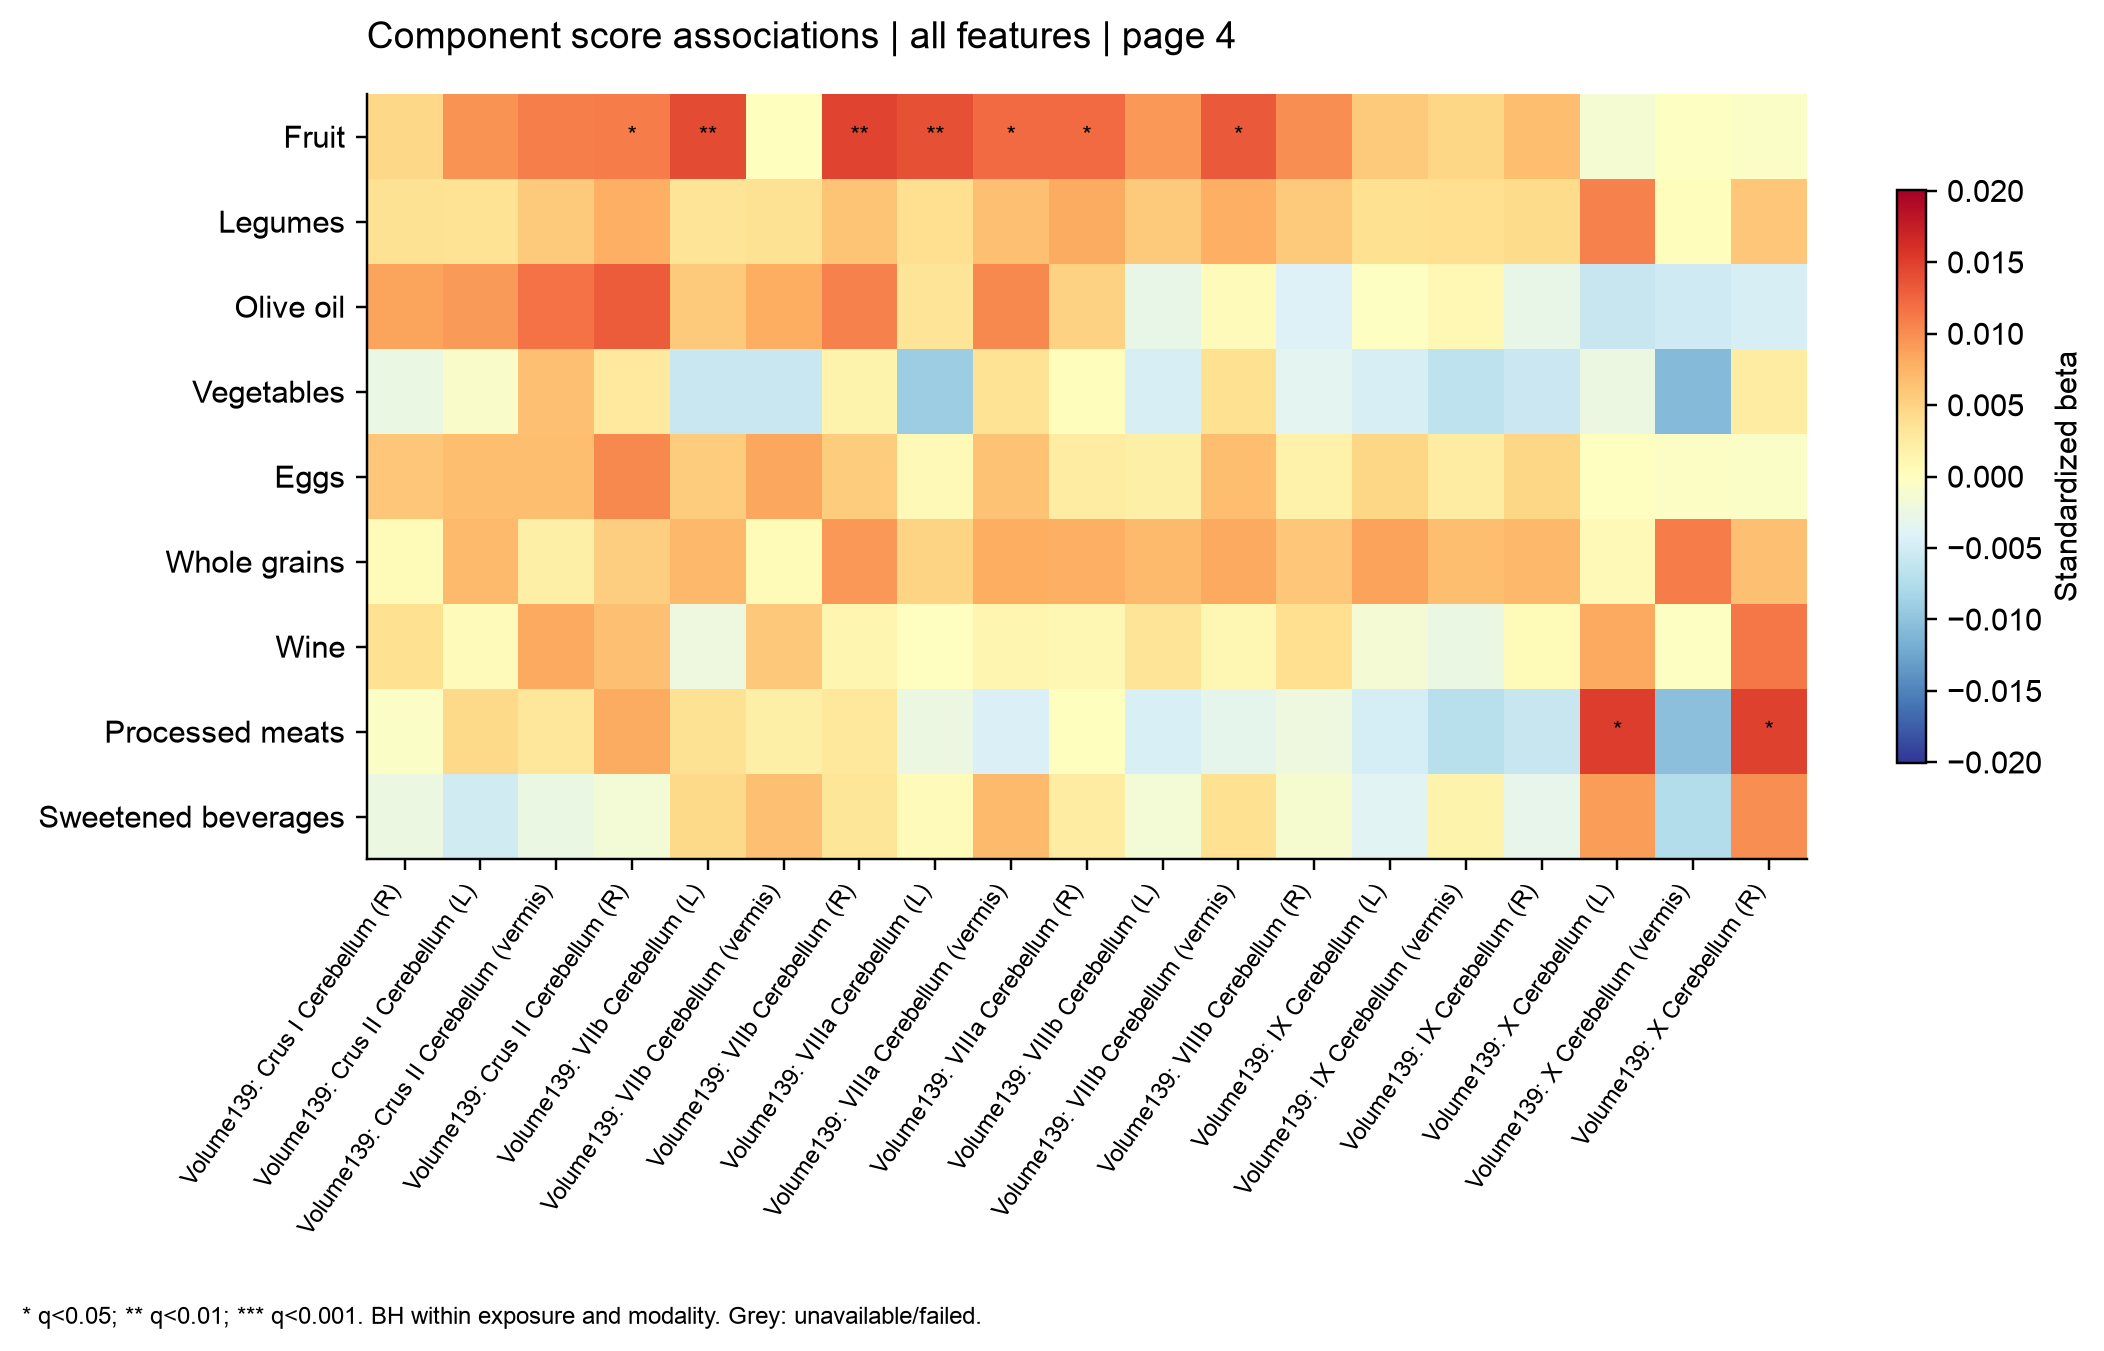 Component score associations | all features | page 4
Fruit
* ** ** ** * * *
Legumes
Olive oil
Vegetables
Eggs
Whole grains
Wine
Processed meats
* *
Sweetened beverages
0.020
0.015
0.010
0.005
0.000
−0.005
−0.010
−0.015
−0.020
Standardized beta
Volume139: Crus I Cerebellum (R)
Volume139: Crus II Cerebellum (L)
Volume139: Crus II Cerebellum (vermis)
Volume139: Crus II Cerebellum (R)
Volume139: VIIb Cerebellum (L)
Volume139: VIIb Cerebellum (vermis)
Volume139: VIIb Cerebellum (R)
Volume139: VIIIa Cerebellum (L)
Volume139: VIIIa Cerebellum (vermis)
Volume139: VIIIa Cerebellum (R)
Volume139: VIIIb Cerebellum (L)
Volume139: VIIIb Cerebellum (vermis)
Volume139: VIIIb Cerebellum (R)
Volume139: IX Cerebellum (L)
Volume139: IX Cerebellum (vermis)
Volume139: IX Cerebellum (R)
Volume139: X Cerebellum (L)
Volume139: X Cerebellum (vermis)
Volume139: X Cerebellum (R)
* q<0.05; ** q<0.01; *** q<0.001. BH within exposure and modality. Grey: unavailable/failed.